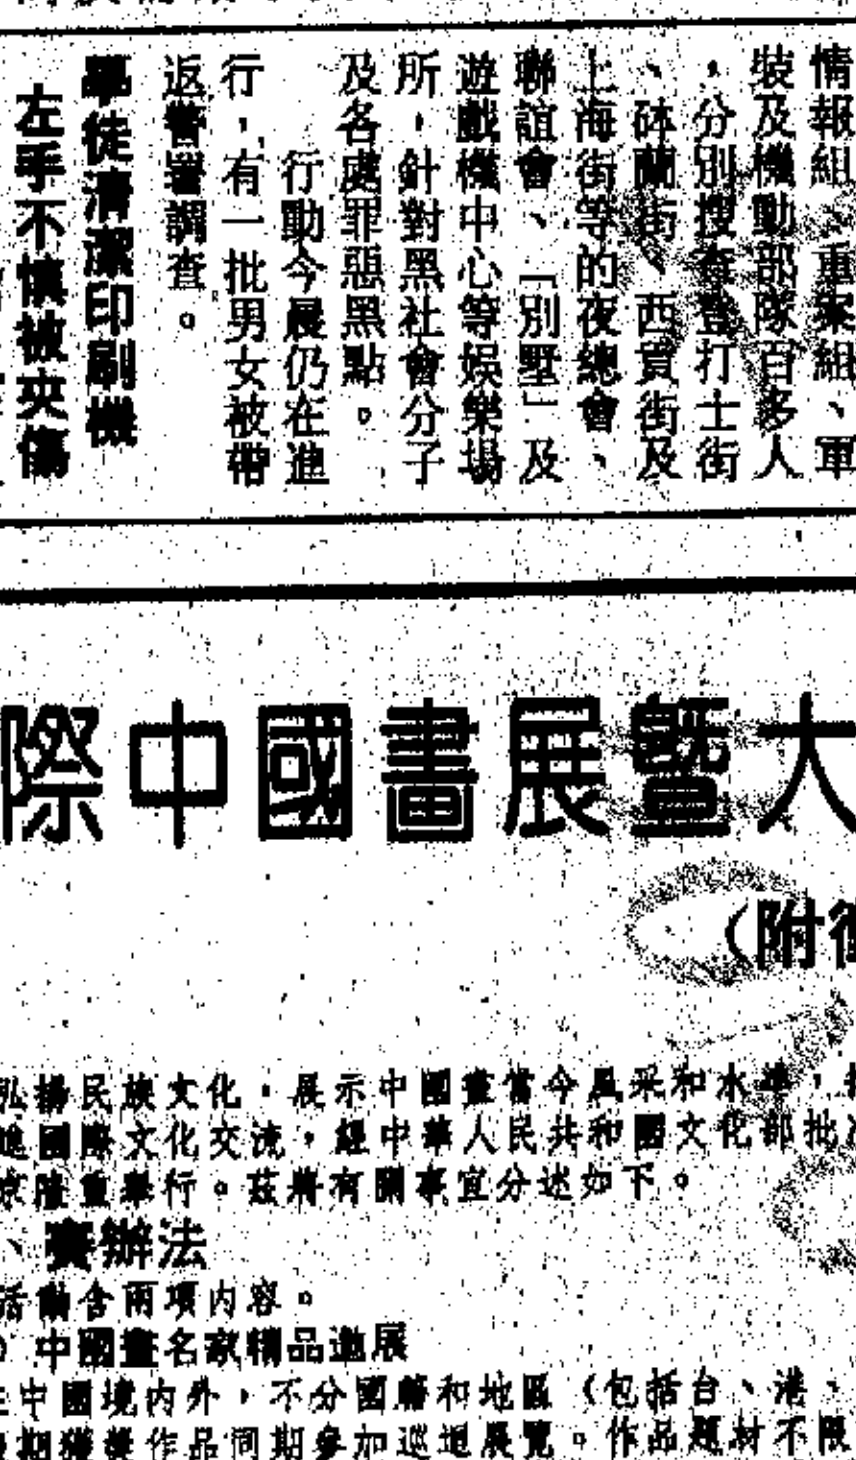 情報組、重案組、軍
裝及機動部隊百多人
，分別搜查登打士街
、砵蘭街、西貢街及
上海街等的夜總會、
聯誼會、「別墅」及
遊戲機中心等娛樂場
所，針對黑社會分子
及各處罪惡黑點。
行動今晨仍在進
行，有一批男女被帶
返警署調查。
學徒清潔印刷機
左手不慎被夾傷
際中國畫展暨大
（附徵
弘揚民族文化，展示中國畫當今風采和水準，
進國際文化交流，經中華人民共和國文化部批准
京隆重舉行。茲將有關事宜分述如下。
、賽辦法
活動含兩項內容。
中國畫名家精品邀展
中國境內外，不分國籍和地區（包括台、港、
期獲獎作品同期參加巡迴展覽。作品題材不限